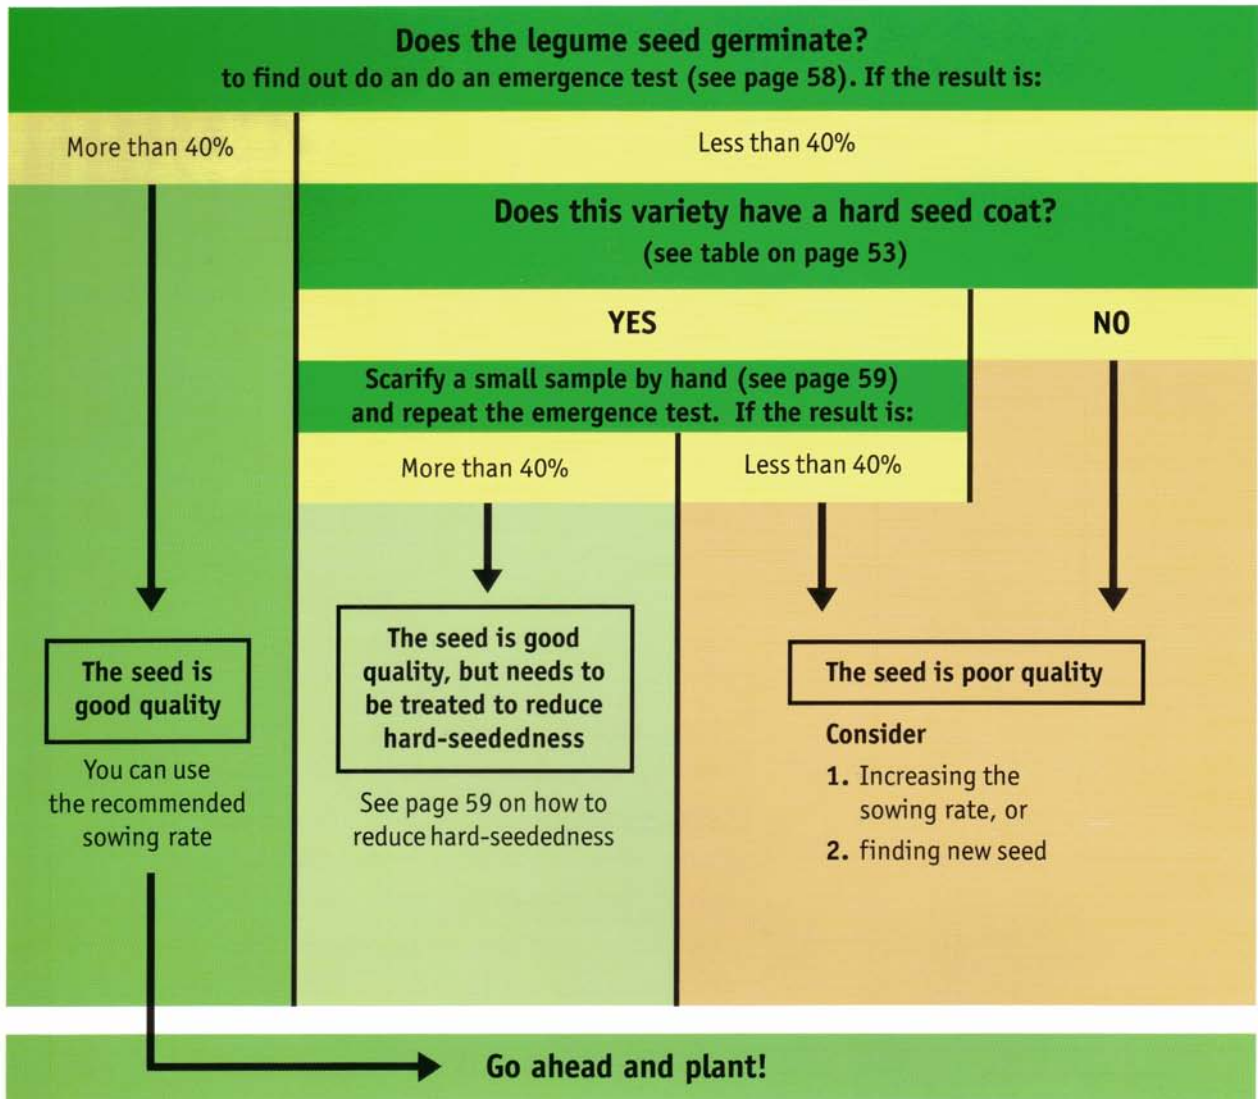 Does the legume seed germinate?
to find out do an do an emergence test (see page 58). If the result is:
More than 40%
Less than 40%
Does this variety have a hard seed coat?
(see table on page 53)
YES
NO
Scarify a small sample by hand (see page 59)
and repeat the emergence test. If the result is:
More than 40%
Less than 40%
The seed is
good quality
You can use
the recommended
sowing rate
The seed is good
quality, but needs to
be treated to reduce
hard-seededness
See page 59 on how to
reduce hard-seededness
The seed is poor quality
Consider
1. Increasing the
sowing rate, or
2. finding new seed
Go ahead and plant!